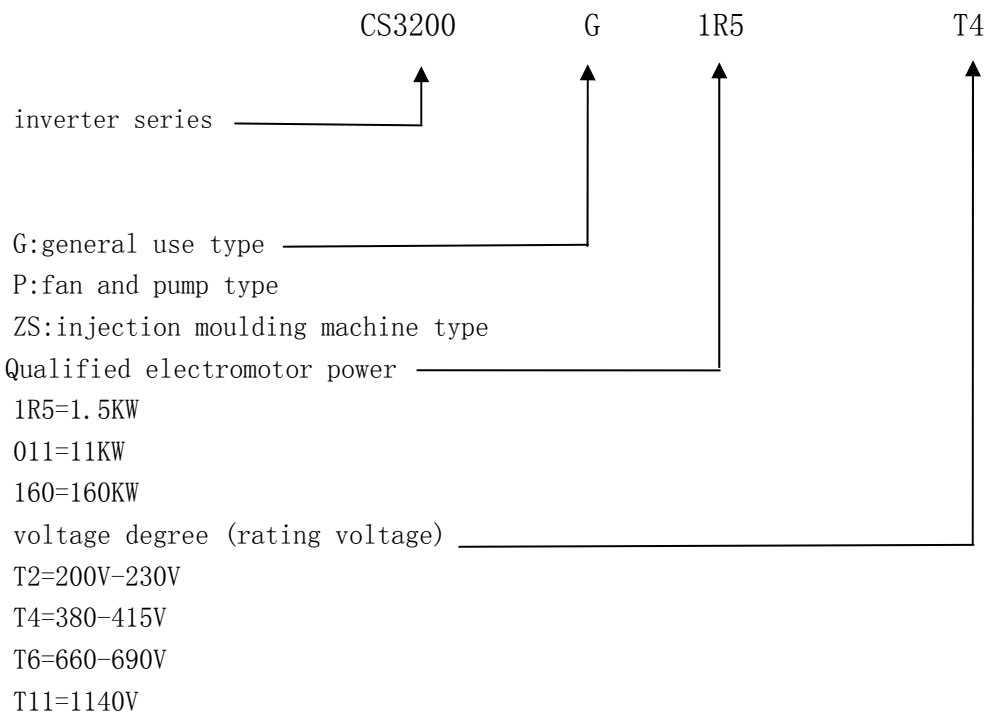 CS3200 G 1R5 T4
inverter series
G:general use type
P:fan and pump type
ZS:injection moulding machine type
Qualified electromotor power
1R5=1.5KW
011=11KW
160=160KW
voltage degree (rating voltage)
T2=200V-230V
T4=380-415V
T6=660-690V
T11=1140V